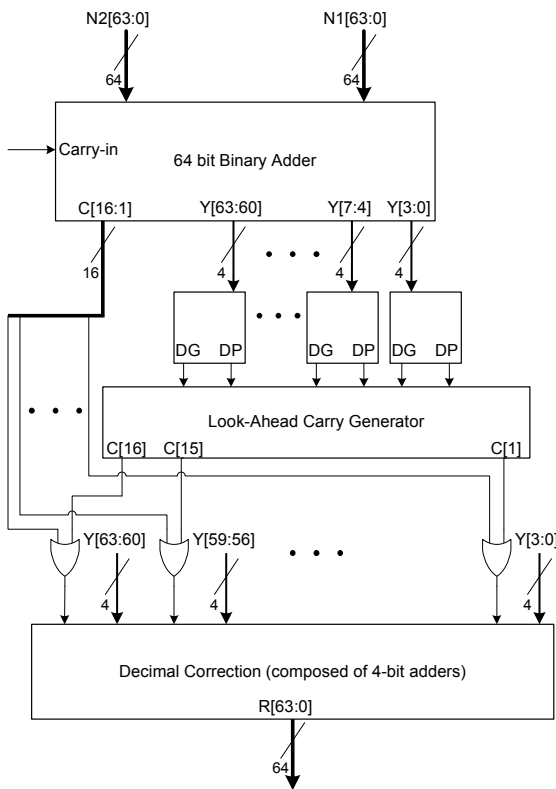 N2[63:0] N1[63:0]
64 64
Carry-in
64 bit Binary Adder
C[16:1] Y[63:60] Y[7:4] Y[3:0]
16 4 4 4
DG DP DG DP DG DP
Look-Ahead Carry Generator
C[16] C[15] C[1]
Y[63:60] Y[59:56] Y[3:0]
4 4 4
Decimal Correction (composed of 4-bit adders)
R[63:0]
64